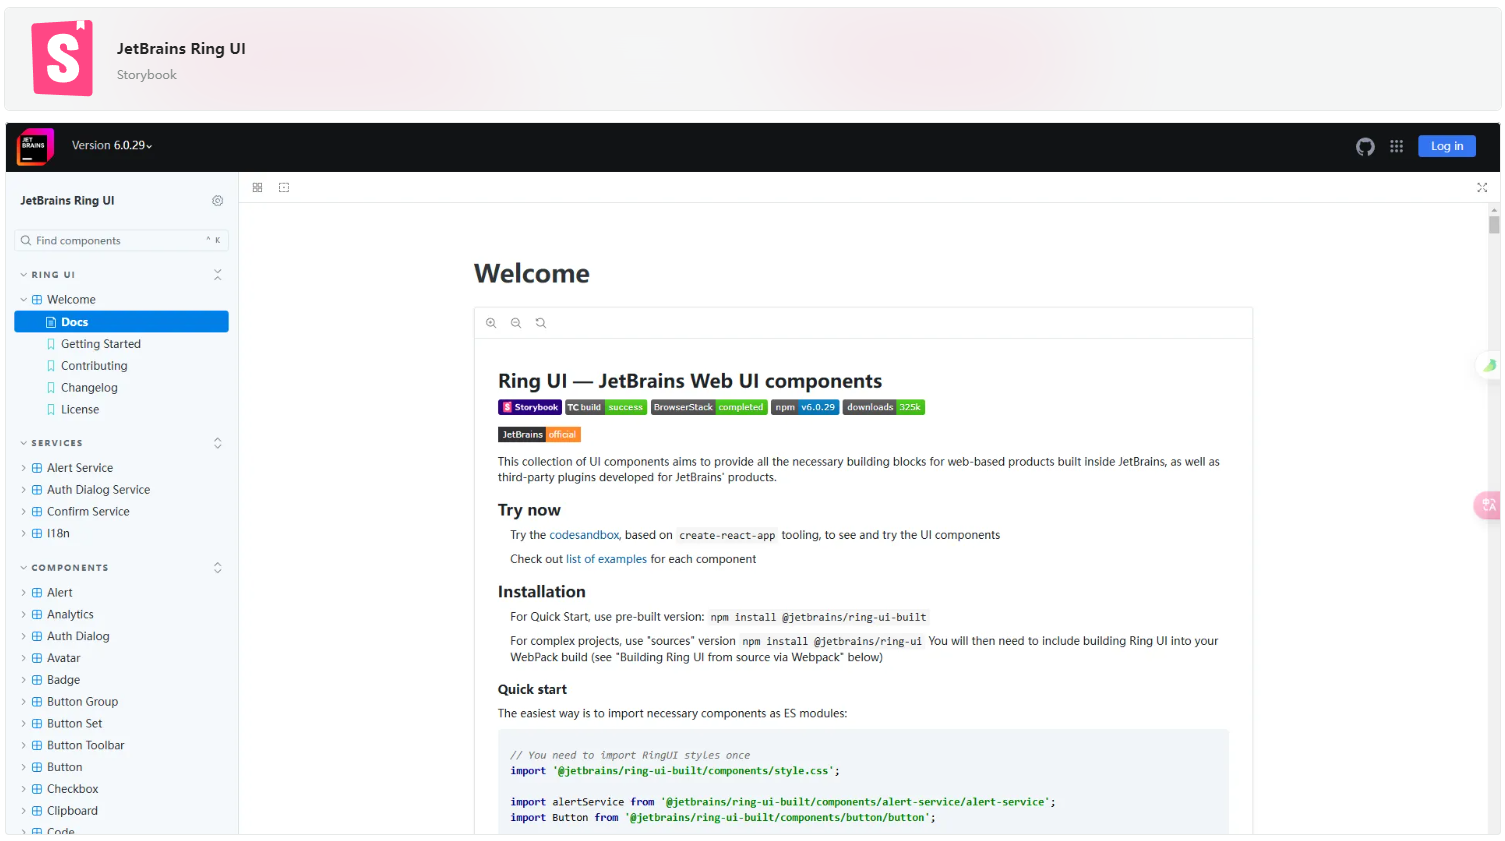 S
JetBrains Ring UI
Storybook
JET
BRAINS
Version 6.0.29
Log in
JetBrains Ring UI
Find components
^ K
RING UI
Welcome
Docs
Getting Started
Contributing
Changelog
License
SERVICES
Alert Service
Auth Dialog Service
Confirm Service
I18n
COMPONENTS
Alert
Analytics
Auth Dialog
Avatar
Badge
Button Group
Button Set
Button Toolbar
Button
Checkbox
Clipboard
Code
Welcome
Ring UI — JetBrains Web UI components
S Storybook TC build success BrowserStack completed npm v6.0.29 downloads 325k
JetBrains official
This collection of UI components aims to provide all the necessary building blocks for web-based products built inside JetBrains, as well as
third-party plugins developed for JetBrains' products.
Try now
Try the codesandbox, based on create-react-app tooling, to see and try the UI components
Check out list of examples for each component
Installation
For Quick Start, use pre-built version: npm install @jetbrains/ring-ui-built
For complex projects, use "sources" version npm install @jetbrains/ring-ui You will then need to include building Ring UI into your
WebPack build (see "Building Ring UI from source via Webpack" below)
Quick start
The easiest way is to import necessary components as ES modules:
// You need to import RingUI styles once
import '@jetbrains/ring-ui-built/components/style.css';
import alertService from '@jetbrains/ring-ui-built/components/alert-service/alert-service';
import Button from '@jetbrains/ring-ui-built/components/button/button';